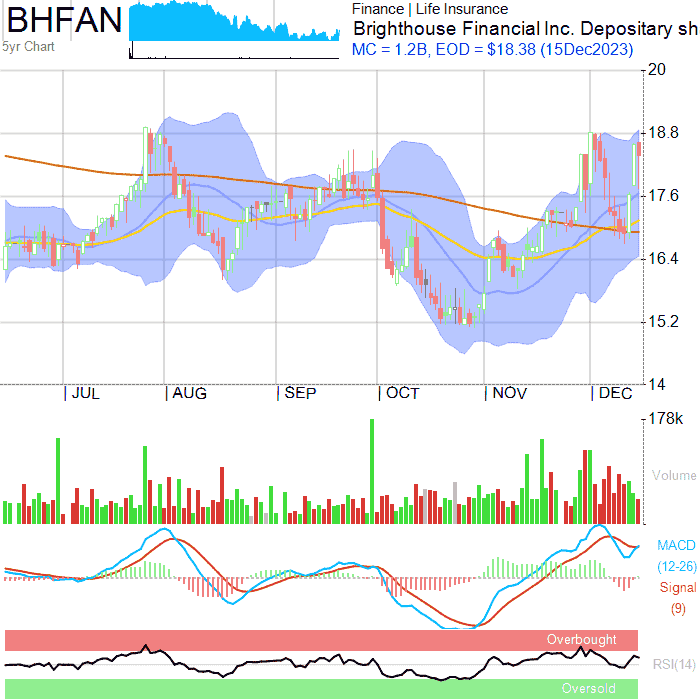 BHFAN
5yr Chart
Finance | Life Insurance
Brighthouse Financial Inc. Depositary sh
MC = 1.2B, EOD = $18.38 (15Dec2023)
20
18.8
17.6
16.4
15.2
14
| JUL | AUG | SEP | OCT | NOV | DEC
178k
Volume
MACD
(12-26)
Signal
(9)
Overbought
RSI(14)
Oversold